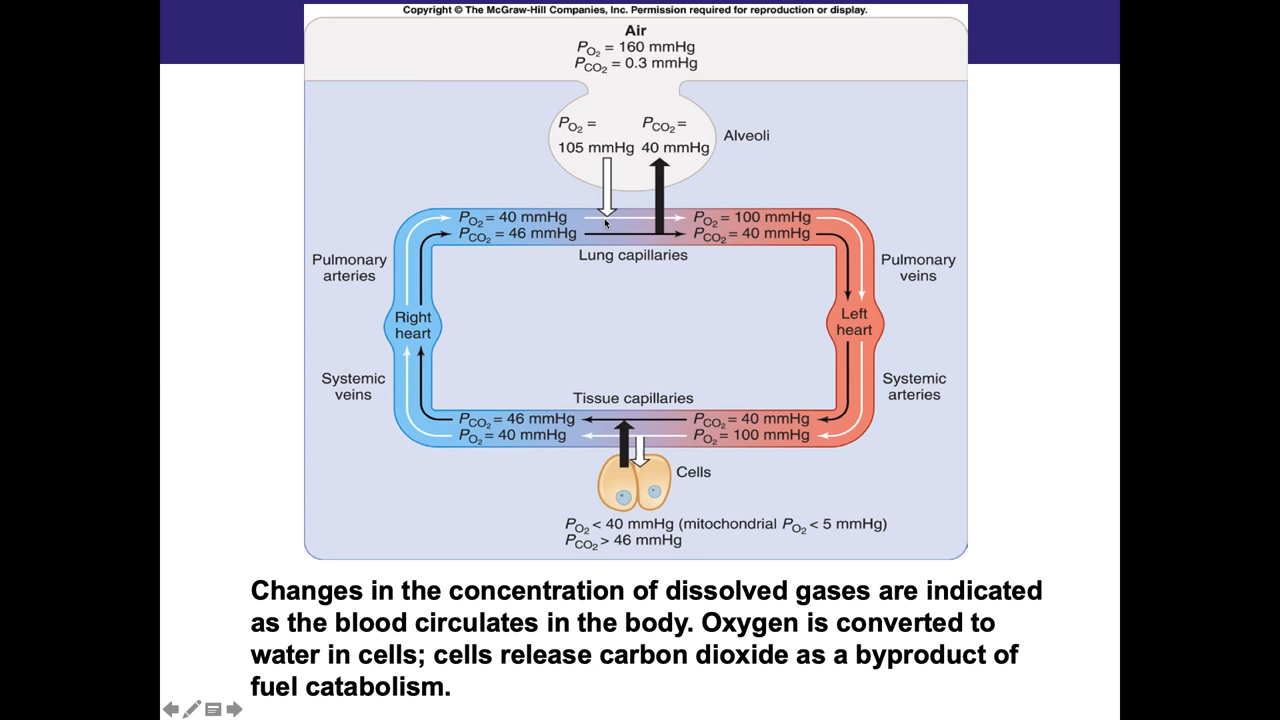 Copyright © The McGraw-Hill Companies, Inc. Permission required for reproduction or display.
Air
PO2 = 160 mmHg
PCO2 = 0.3 mmHg
PO2 =
105 mmHg
PCO2 =
40 mmHg
Alveoli
PO2 = 40 mmHg
PCO2 = 46 mmHg
PO2 = 100 mmHg
PCO2 = 40 mmHg
Lung capillaries
Pulmonary
arteries
Pulmonary
veins
Right
heart
Left
heart
Systemic
veins
Systemic
arteries
Tissue capillaries
PCO2 = 46 mmHg
PO2 = 40 mmHg
PCO2 = 40 mmHg
PO2 = 100 mmHg
Cells
PO2 < 40 mmHg (mitochondrial PO2 < 5 mmHg)
PCO2 > 46 mmHg
Changes in the concentration of dissolved gases are indicated
as the blood circulates in the body. Oxygen is converted to
water in cells; cells release carbon dioxide as a byproduct of
fuel catabolism.